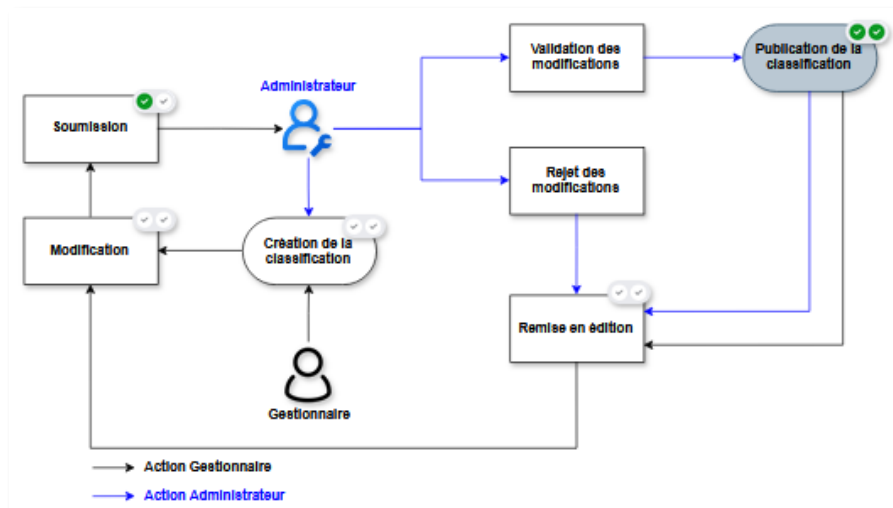 Validation des
modifications
Publication de la
classification
Administrateur
Soumission
Rejet des
modifications
Modification
Création de la
classification
Remise en édition
Gestionnaire
Action Gestionnaire
Action Administrateur